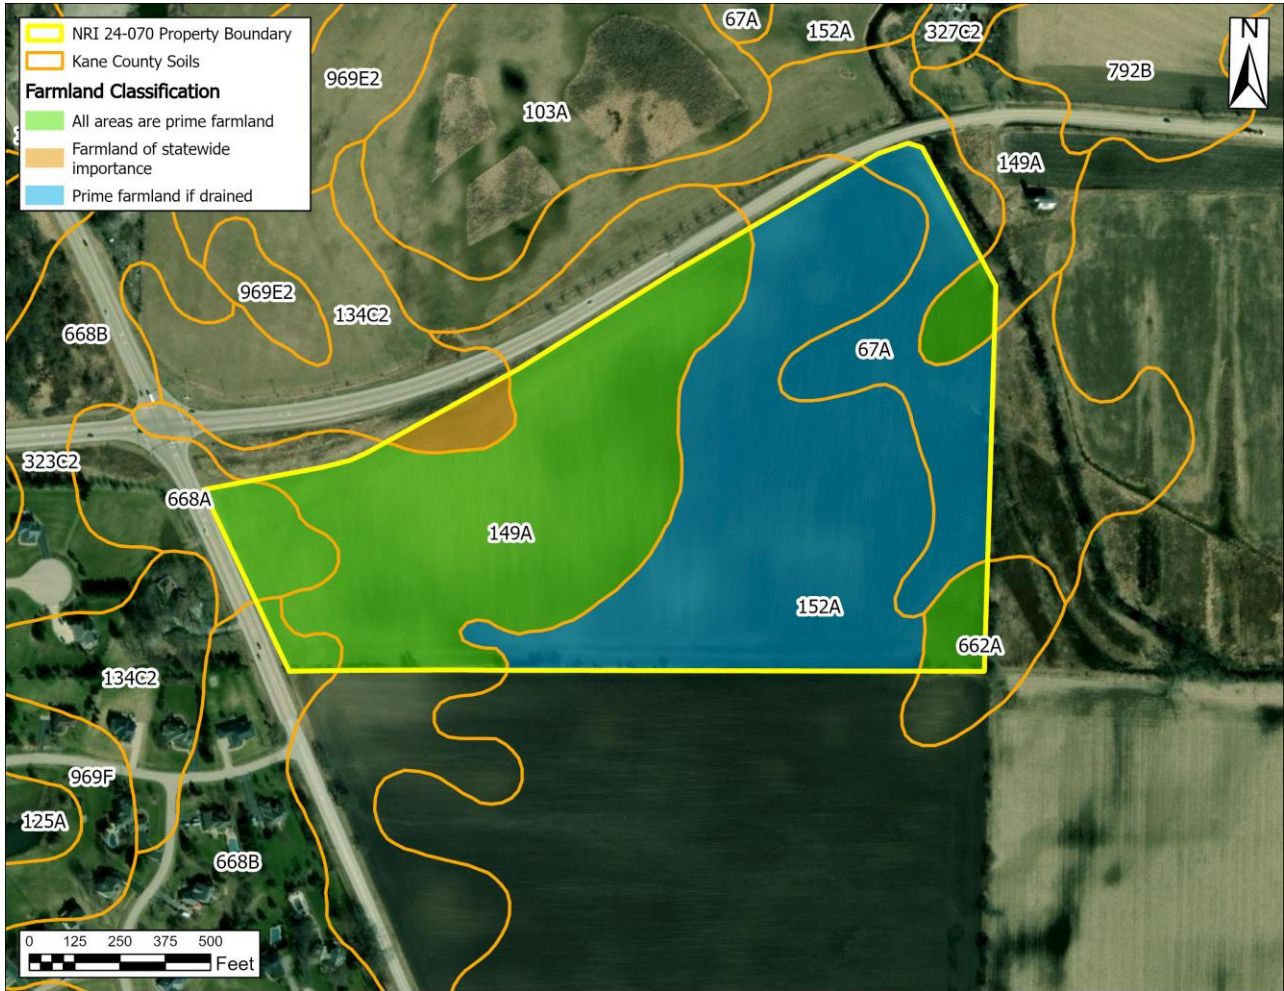 NRI 24-070 Property Boundary
Kane County Soils
Farmland Classification
All areas are prime farmland
Farmland of statewide
importance
Prime farmland if drained
67A
152A
327C2
N
969E2
792B
103A
149A
969E2
134C2
668B
67A
323C2
668A
149A
152A
662A
134C2
969F
125A
668B
0 125 250 375 500
Feet